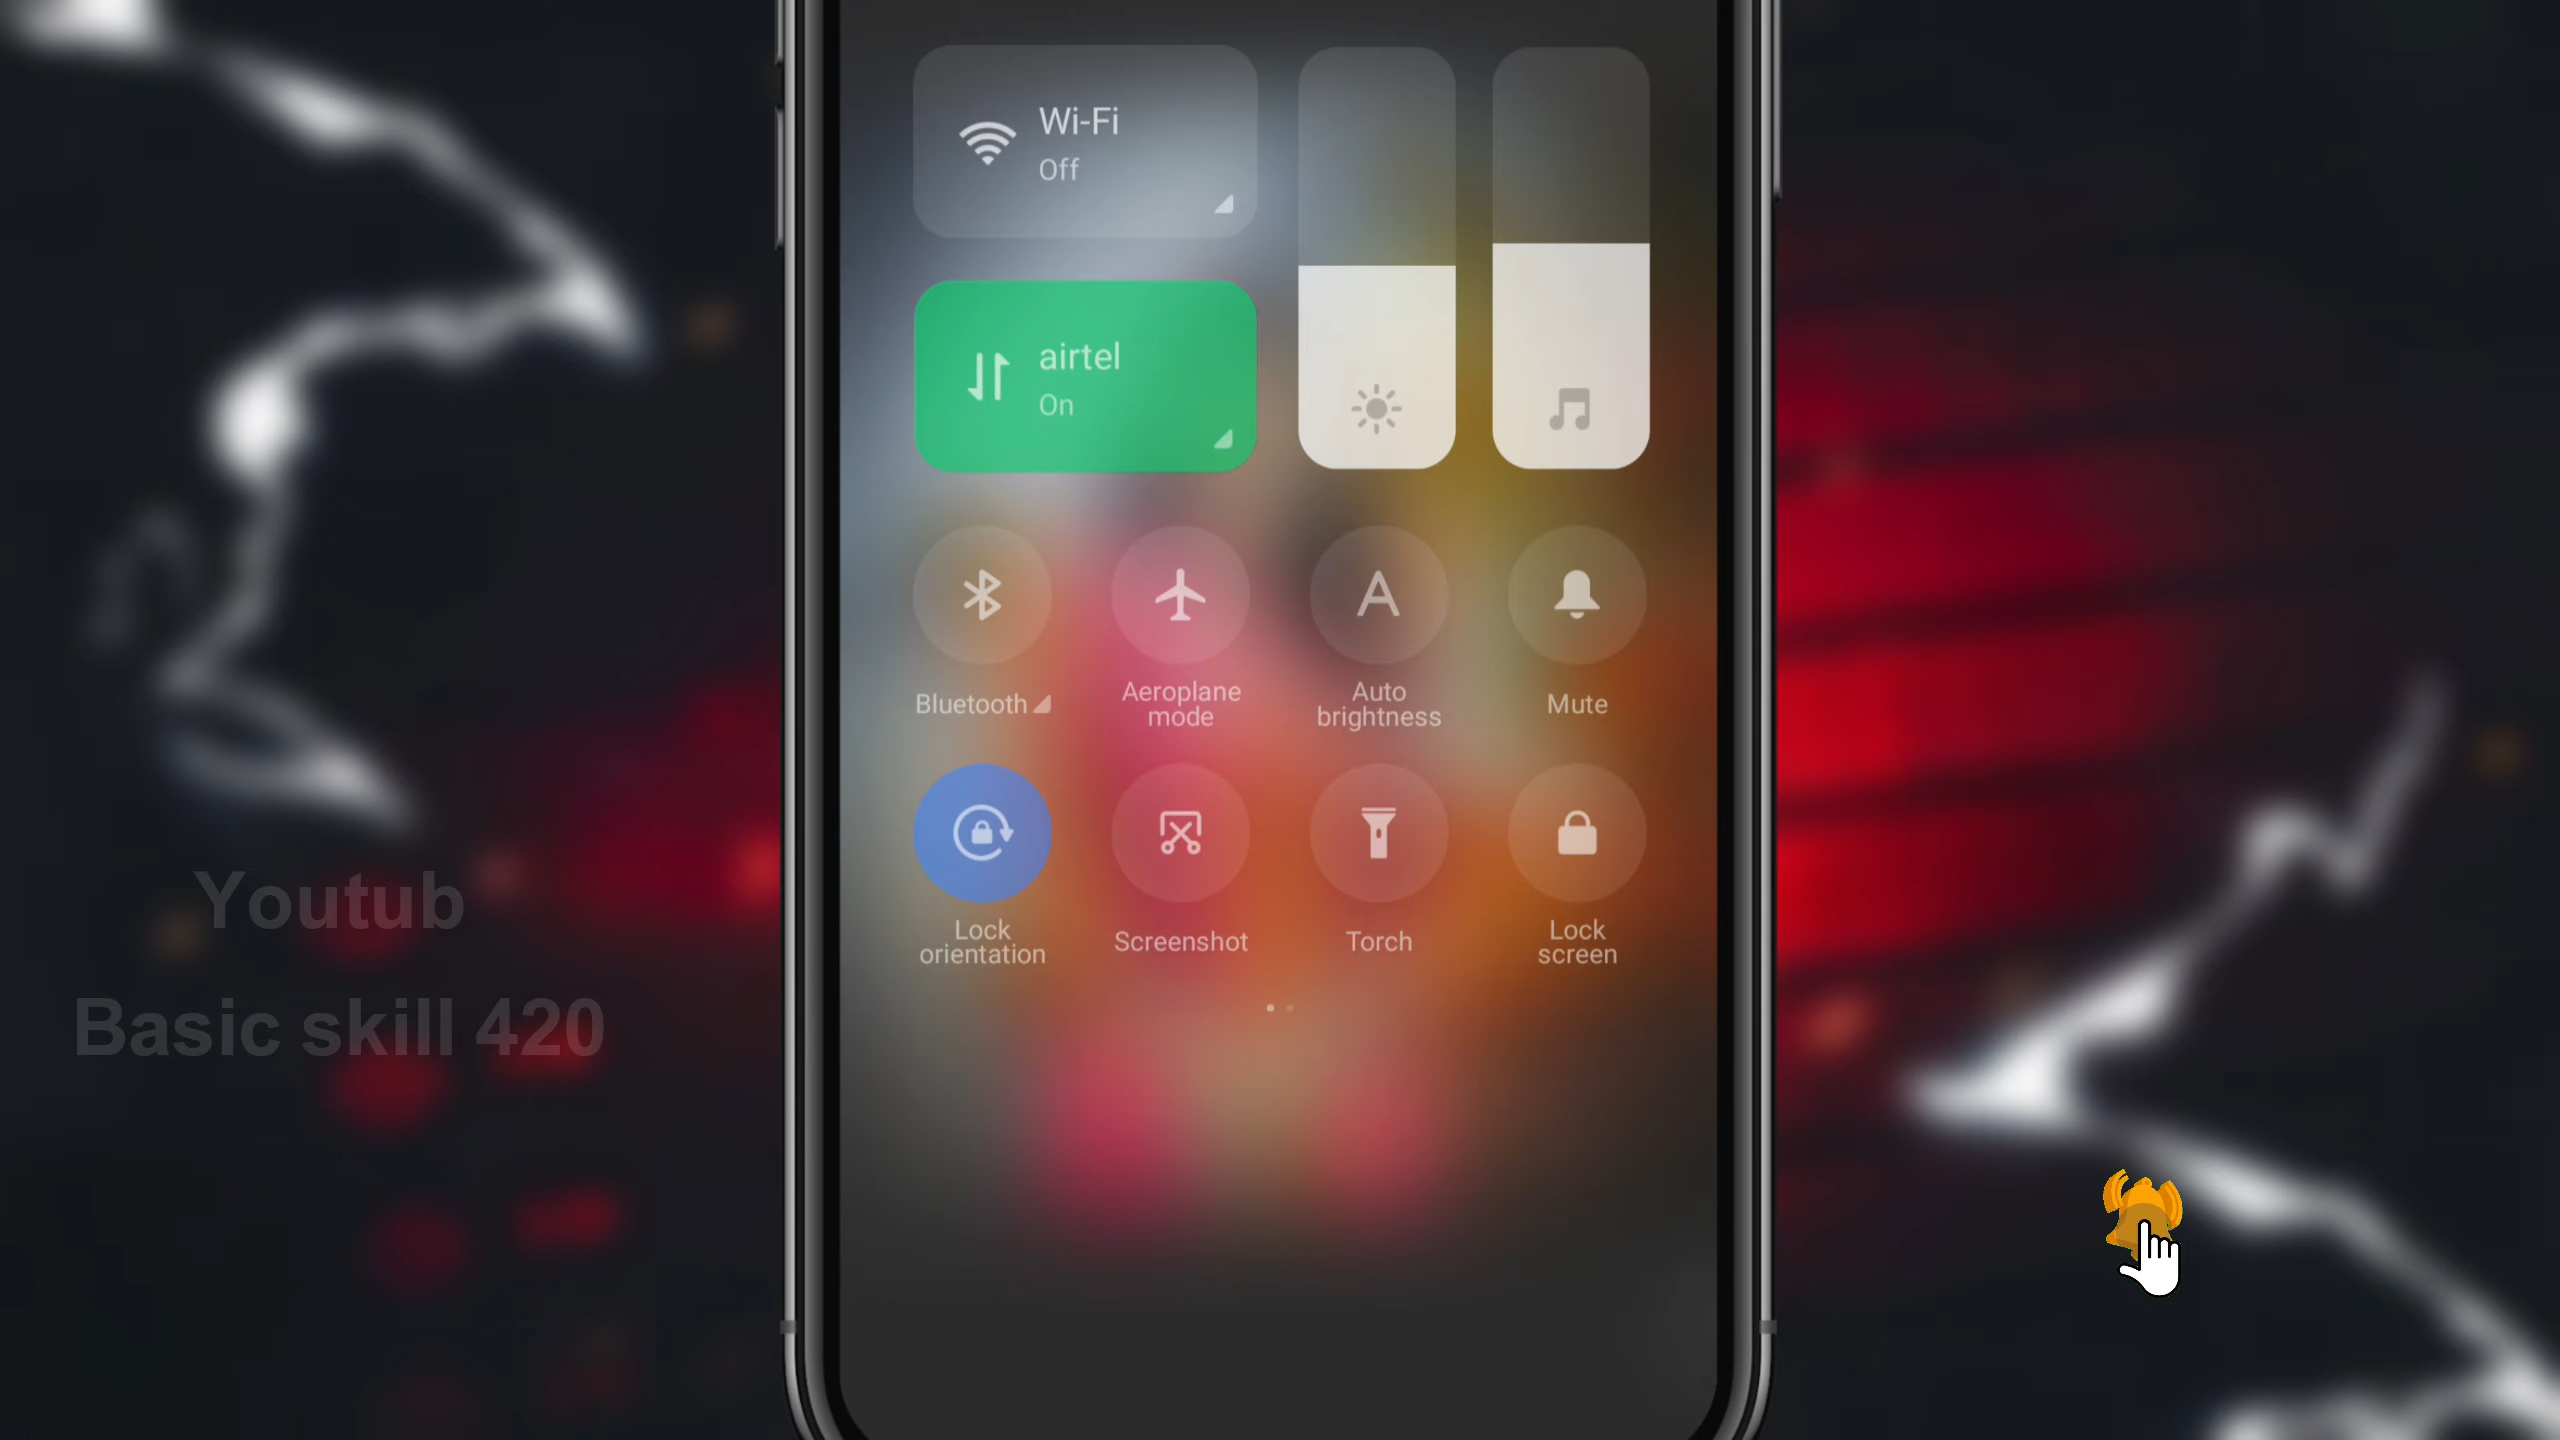 Wi-Fi
Off
airtel
On
Bluetooth
Aeroplane
mode
Auto
brightness
Mute
Lock
orientation
Screenshot
Torch
Lock
screen
Youtub
Basic skill 420